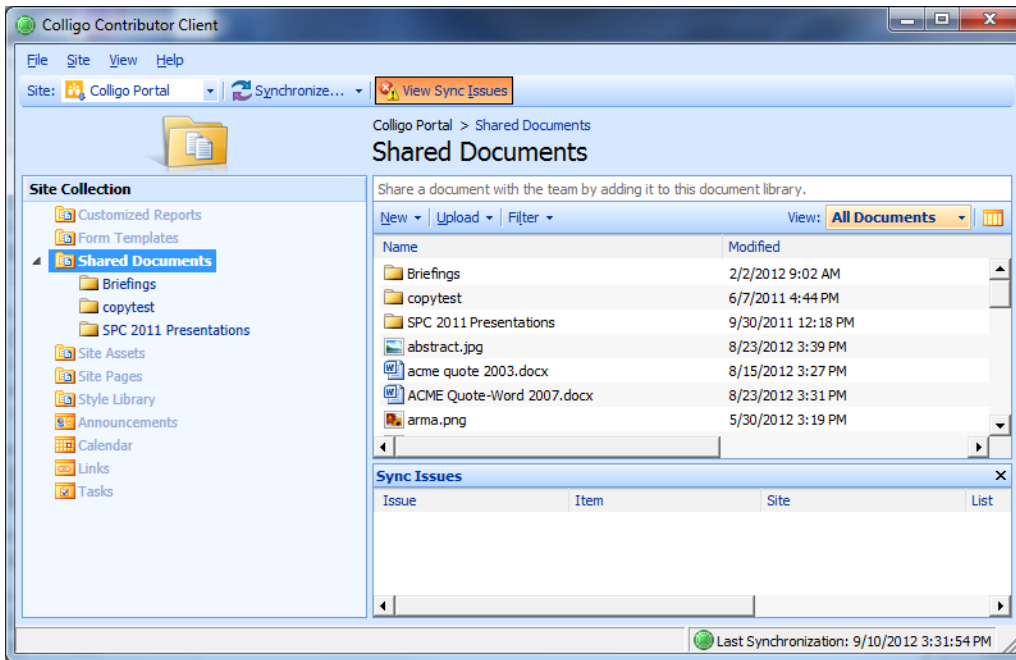 Colligo Contributor Client
File Site View Help
Site: Colligo Portal Synchronize... View Sync Issues
Colligo Portal > Shared Documents
Shared Documents
Site Collection
Customized Reports
Form Templates
Shared Documents
Briefings
copytest
SPC 2011 Presentations
Site Assets
Site Pages
Style Library
Announcements
Calendar
Links
Tasks
Share a document with the team by adding it to this document library.
New Upload Filter View: All Documents
Name Modified
Briefings 2/2/2012 9:02 AM
copytest 6/7/2011 4:44 PM
SPC 2011 Presentations 9/30/2011 12:18 PM
abstract.jpg 8/23/2012 3:39 PM
acme quote 2003.docx 8/15/2012 3:27 PM
ACME Quote-Word 2007.docx 8/23/2012 3:31 PM
arma.png 5/30/2012 3:19 PM
Sync Issues
Issue Item Site List
Last Synchronization: 9/10/2012 3:31:54 PM